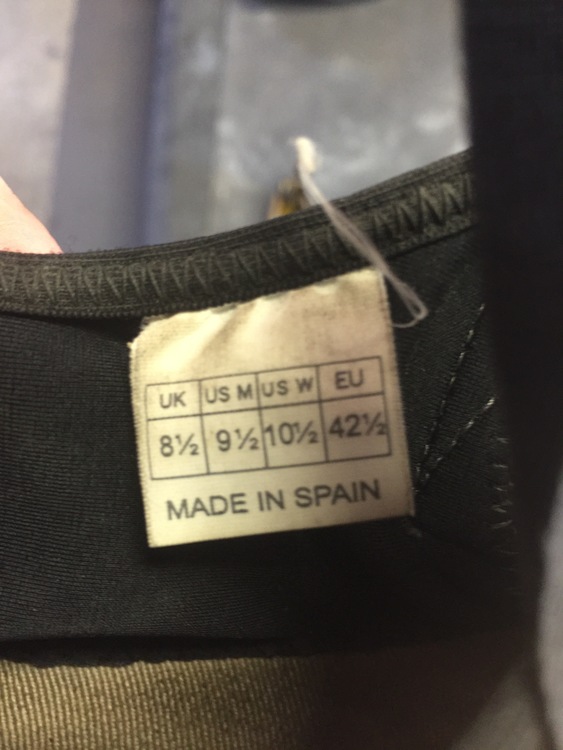 UK US M US W EU
8½ 9½ 10½ 42½
MADE IN SPAIN